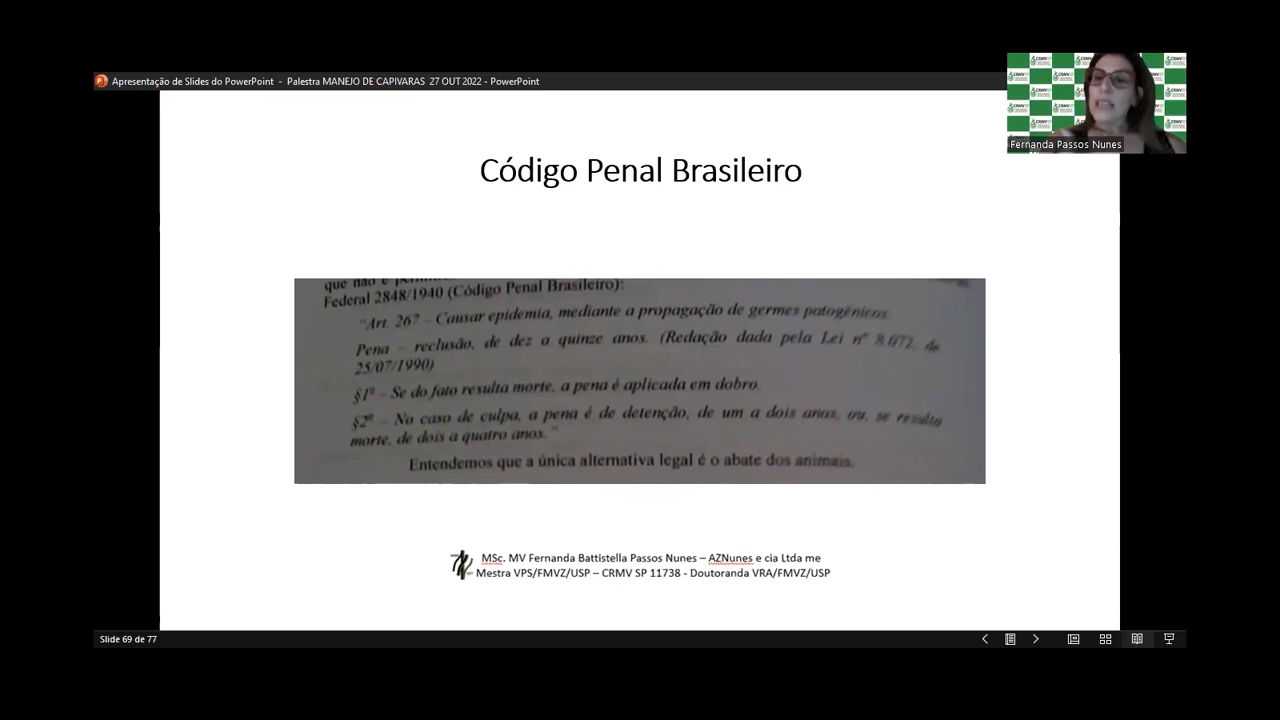 Apresentação de Slides do PowerPoint - Palestra MANEJO DE CAPIVARAS 27 OUT 2022 - PowerPoint
Fernanda Passos Nunes
Código Penal Brasileiro
que não é
Federal 2848/1940 (Código Penal Brasileiro):
"Art. 267 – Causar epidemia, mediante a propagação de germes patogênicos
Pena – reclusão, de dez a quinze anos. (Redação dada pela Lei nº 8.072, de
25/07/1990)
§1º – Se do fato resulta morte, a pena é aplicada em dobro.
§2º – No caso de culpa, a pena é de detenção, de um a dois anos, ou, se resulta
morte, de dois a quatro anos."
Entendemos que a única alternativa legal é o abate dos animais.
MSc. MV Fernanda Battistella Passos Nunes – AZNunes e cia Ltda me
Mestra VPS/FMVZ/USP – CRMV SP 11738 - Doutoranda VRA/FMVZ/USP
Slide 69 de 77